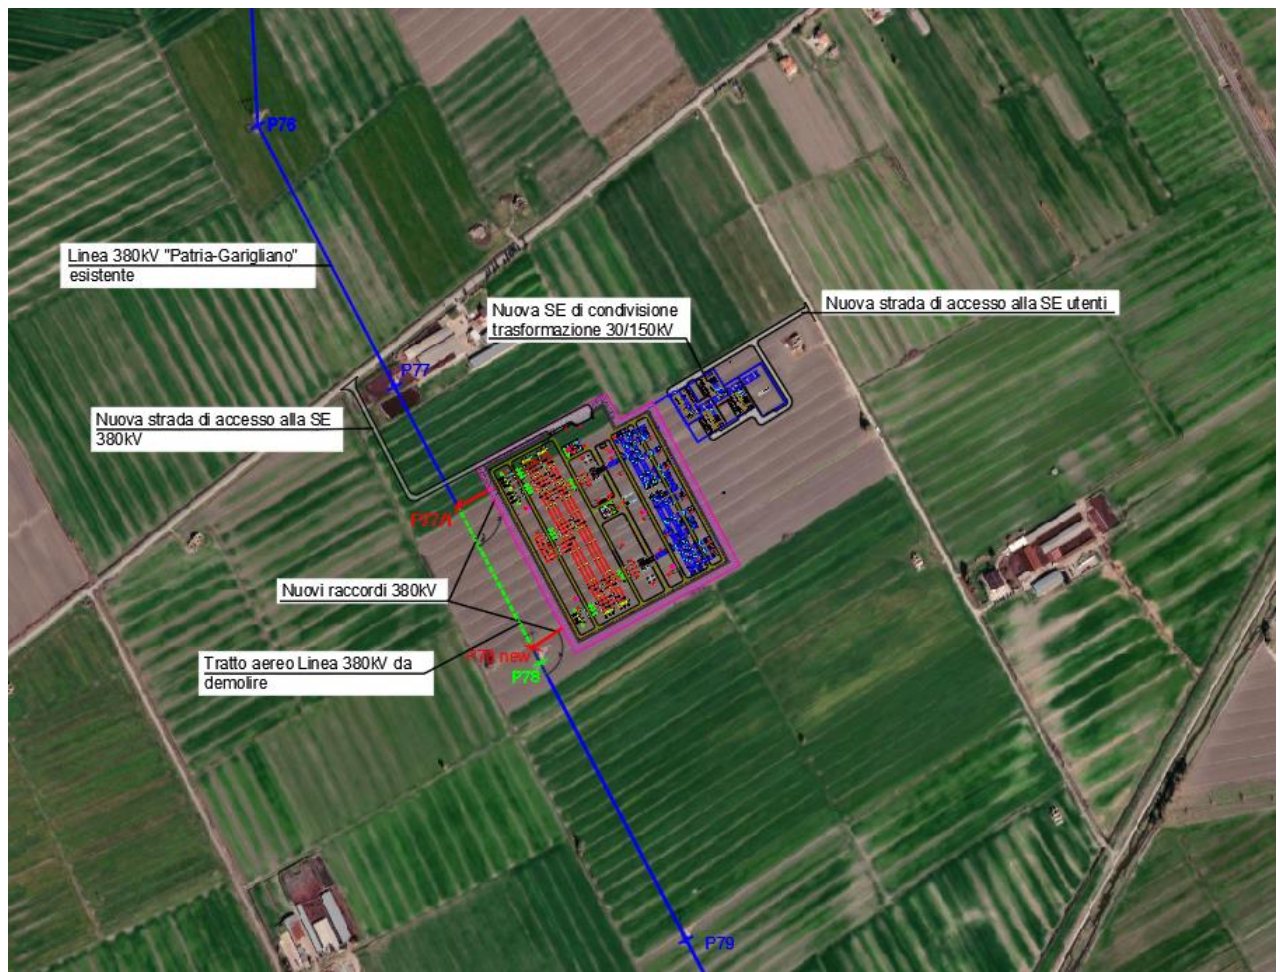 P76
Linea 380kV "Patria-Garigliano"
esistente
Nuova SE di condivisione
trasformazione 30/150kV
Nuova strada di accesso alla SE utenti
P77
Nuova strada di accesso alla SE
380kV
P77A
Nuovi raccordi 380kV
P78 new
Tratto aereo Linea 380kV da
demolire
P78
P79